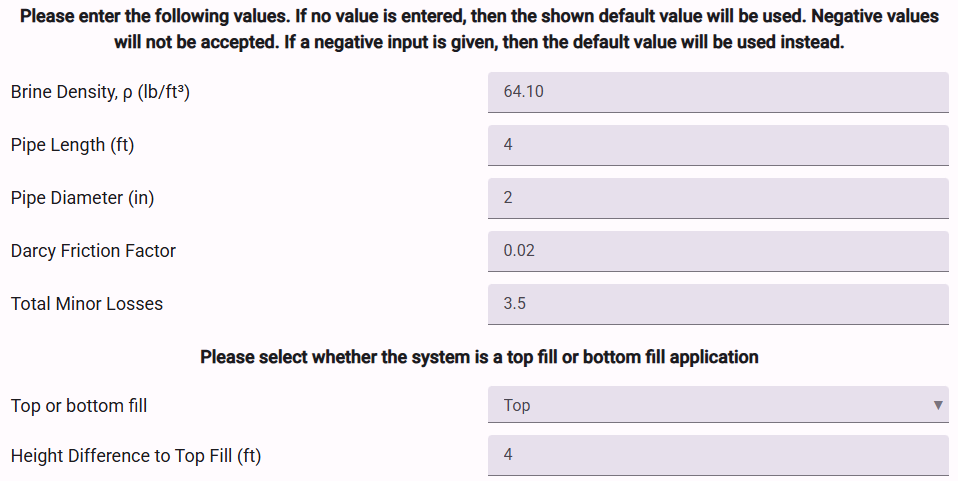 Please enter the following values. If no value is entered, then the shown default value will be used. Negative values
will not be accepted. If a negative input is given, then the default value will be used instead.
Brine Density, ρ (lb/ft³) 64.10
Pipe Length (ft) 4
Pipe Diameter (in) 2
Darcy Friction Factor 0.02
Total Minor Losses 3.5
Please select whether the system is a top fill or bottom fill application
Top or bottom fill Top
Height Difference to Top Fill (ft) 4